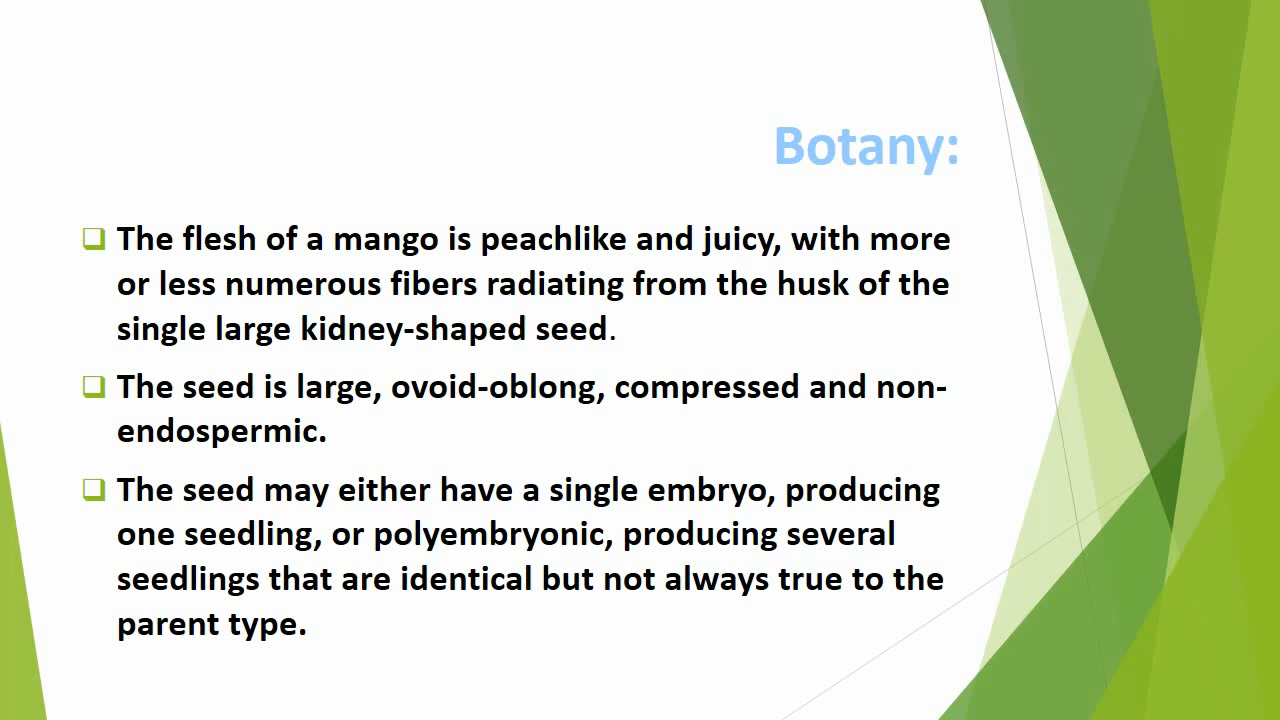 Botany:
The flesh of a mango is peachlike and juicy, with more
or less numerous fibers radiating from the husk of the
single large kidney-shaped seed.
The seed is large, ovoid-oblong, compressed and non-
endospermic.
The seed may either have a single embryo, producing
one seedling, or polyembryonic, producing several
seedlings that are identical but not always true to the
parent type.